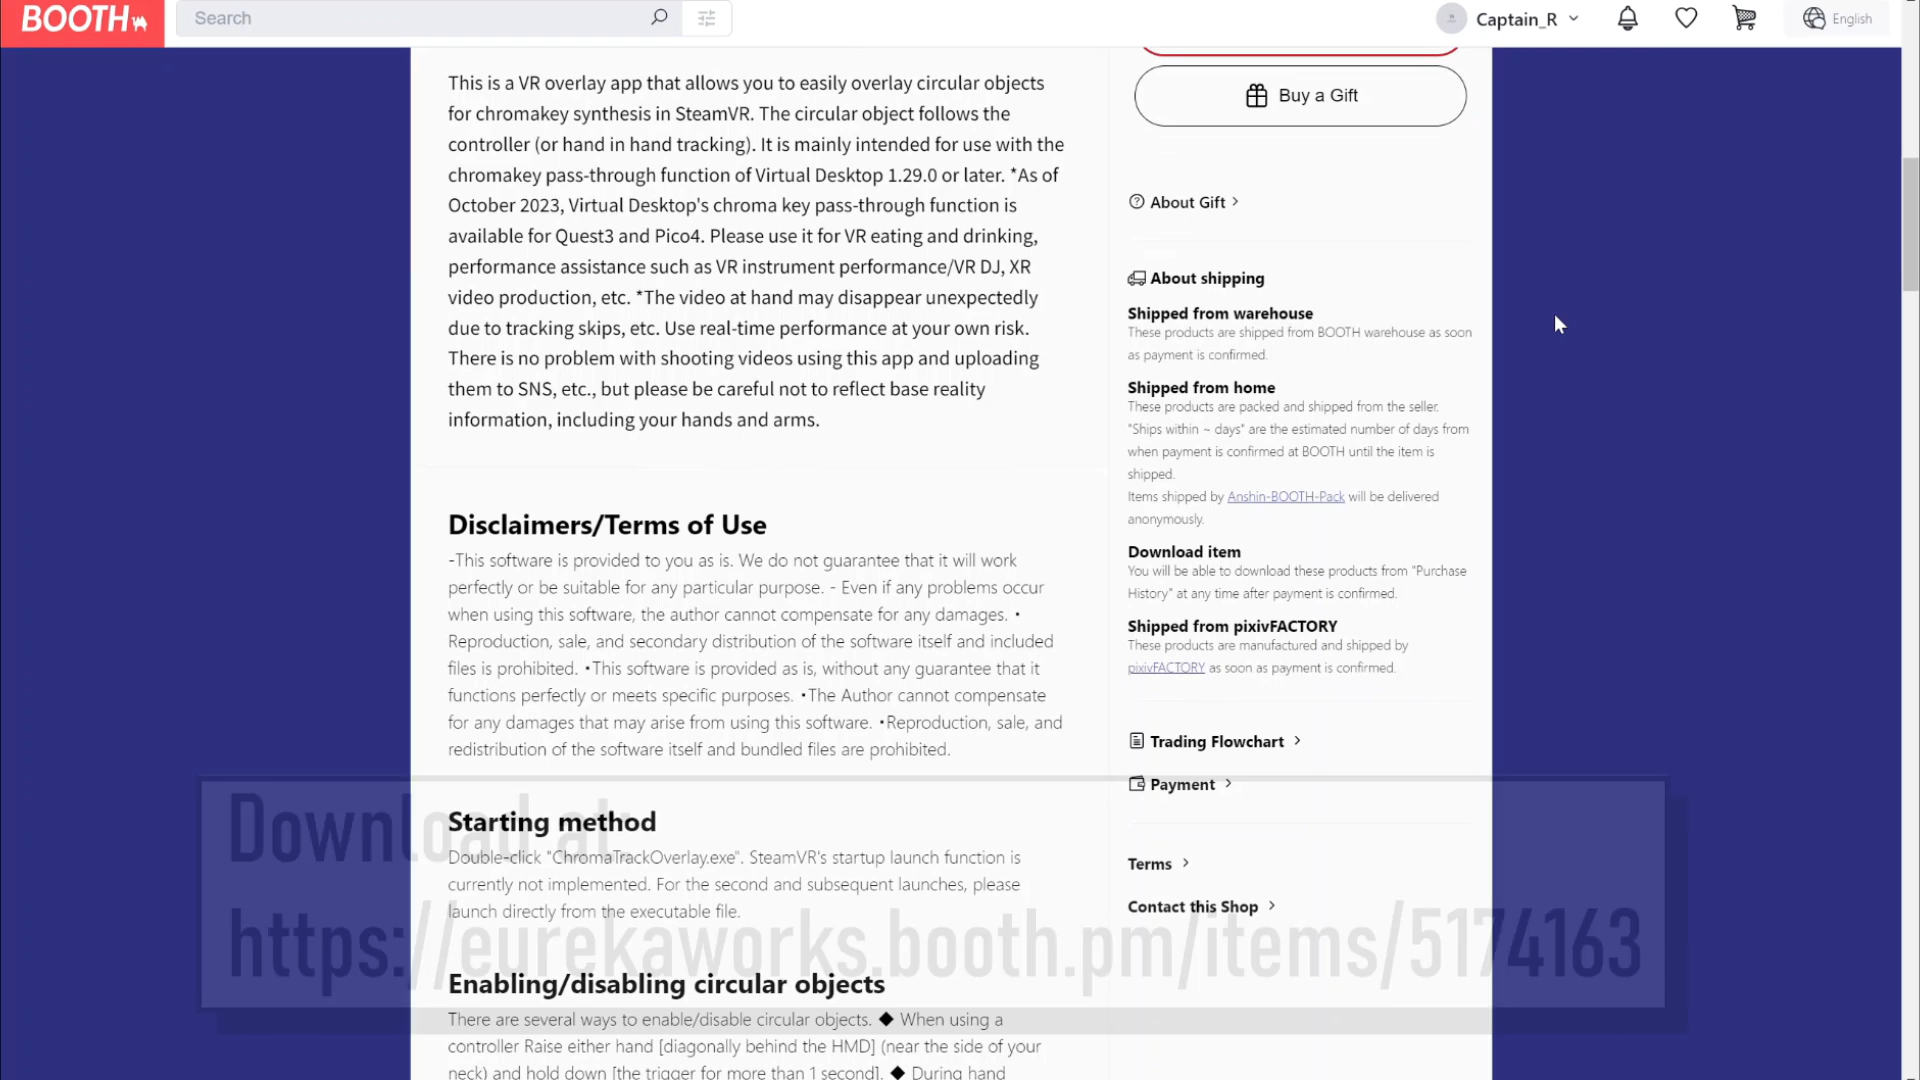 BOOTH
Search
Captain_R
English
This is a VR overlay app that allows you to easily overlay circular objects
for chromakey synthesis in SteamVR. The circular object follows the
controller (or hand in hand tracking). It is mainly intended for use with the
chromakey pass-through function of Virtual Desktop 1.29.0 or later. *As of
October 2023, Virtual Desktop's chroma key pass-through function is
available for Quest3 and Pico4. Please use it for VR eating and drinking,
performance assistance such as VR instrument performance/VR DJ, XR
video production, etc. *The video at hand may disappear unexpectedly
due to tracking skips, etc. Use real-time performance at your own risk.
There is no problem with shooting videos using this app and uploading
them to SNS, etc., but please be careful not to reflect base reality
information, including your hands and arms.
Disclaimers/Terms of Use
-This software is provided to you as is. We do not guarantee that it will work
perfectly or be suitable for any particular purpose. - Even if any problems occur
when using this software, the author cannot compensate for any damages. •
Reproduction, sale, and secondary distribution of the software itself and included
files is prohibited. •This software is provided as is, without any guarantee that it
functions perfectly or meets specific purposes. •The Author cannot compensate
for any damages that may arise from using this software. •Reproduction, sale, and
redistribution of the software itself and bundled files are prohibited.
Starting method
Double-click "ChromaTrackOverlay.exe". SteamVR's startup launch function is
currently not implemented. For the second and subsequent launches, please
launch directly from the executable file.
Enabling/disabling circular objects
There are several ways to enable/disable circular objects. ◆ When using a
controller Raise either hand [diagonally behind the HMD] (near the side of your
neck) and hold down [the trigger for more than 1 second]. ◆ During hand
Buy a Gift
About Gift
About shipping
Shipped from warehouse
These products are shipped from BOOTH warehouse as soon
as payment is confirmed.
Shipped from home
These products are packed and shipped from the seller.
"Ships within ~ days" are the estimated number of days from
when payment is confirmed at BOOTH until the item is
shipped.
Items shipped by Anshin-BOOTH-Pack will be delivered
anonymously.
Download item
You will be able to download these products from "Purchase
History" at any time after payment is confirmed.
Shipped from pixivFACTORY
These products are manufactured and shipped by
pixivFACTORY as soon as payment is confirmed.
Trading Flowchart
Payment
Terms
Contact this Shop
Download at:
https://eurekaworks.booth.pm/items/5174163